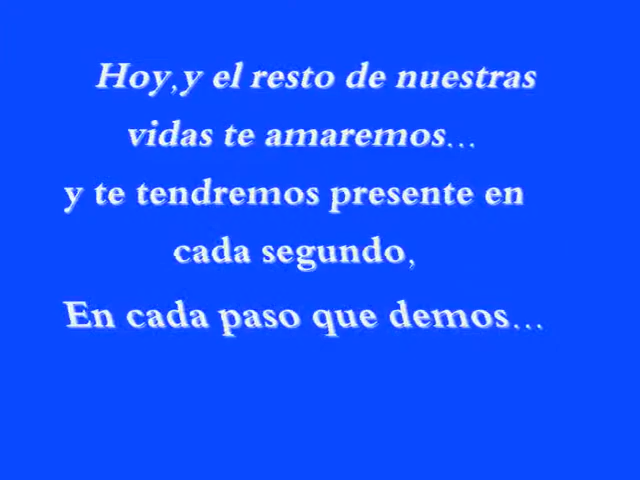 Hoy,y el resto de nuestras
vidas te amaremos...
y te tendremos presente en
cada segundo,
En cada paso que demos...